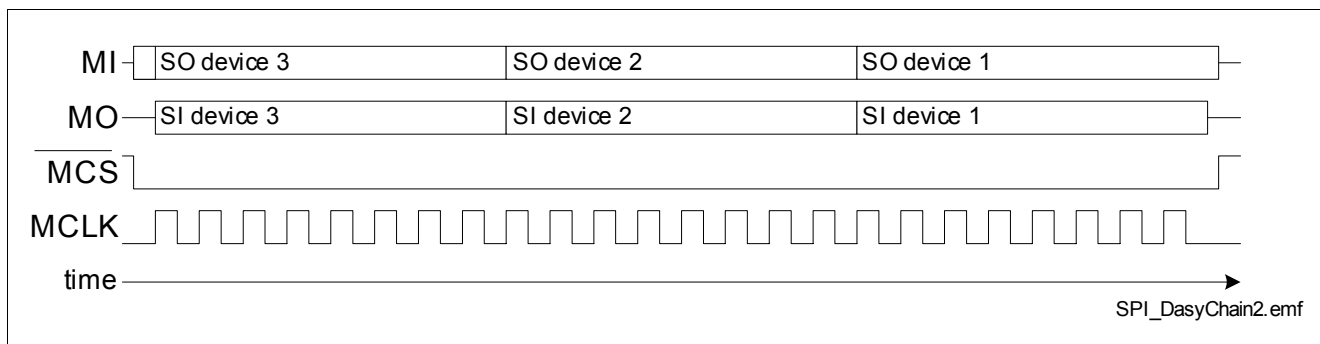 MI SO device 3 SO device 2 SO device 1
MO SI device 3 SI device 2 SI device 1
MCS
MCLK
time
SPI_DasyChain2.emf